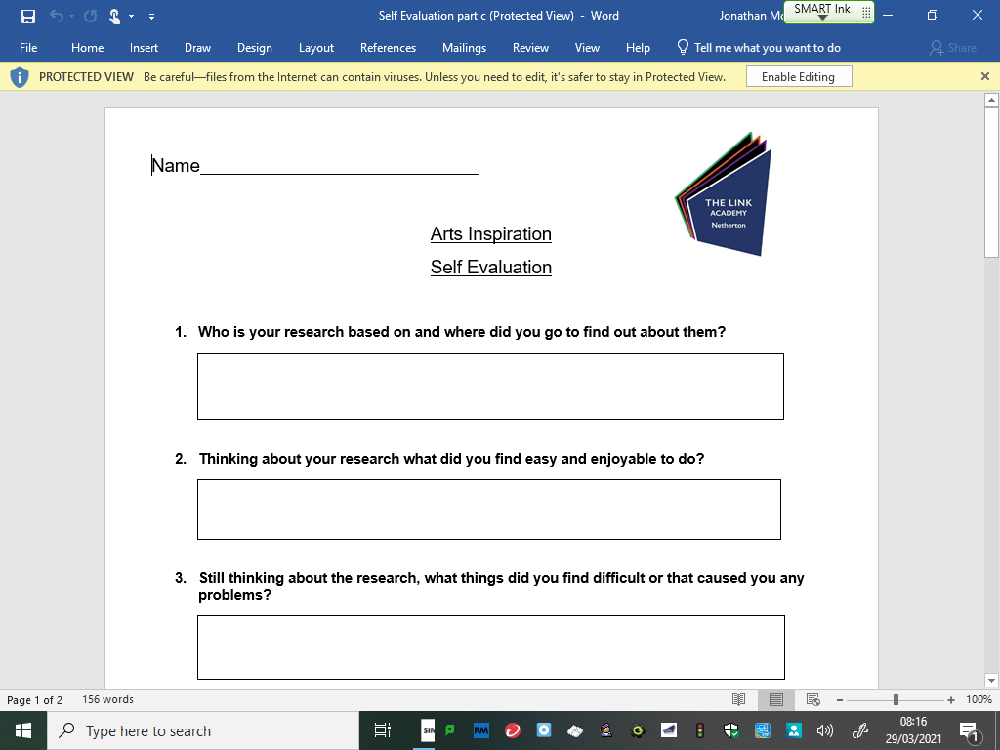 Self Evaluation part c (Protected View) - Word
Jonathan
SMART Ink
File Home Insert Draw Design Layout References Mailings Review View Help Tell me what you want to do Share
PROTECTED VIEW Be careful—files from the Internet can contain viruses. Unless you need to edit, it's safer to stay in Protected View. Enable Editing
Name
THE LINK
ACADEMY
Netherton
Arts Inspiration
Self Evaluation
1. Who is your research based on and where did you go to find out about them?
2. Thinking about your research what did you find easy and enjoyable to do?
3. Still thinking about the research, what things did you find difficult or that caused you any
problems?
Page 1 of 2 156 words 100%
Type here to search
SIN
RM
08:16
29/03/2021
1